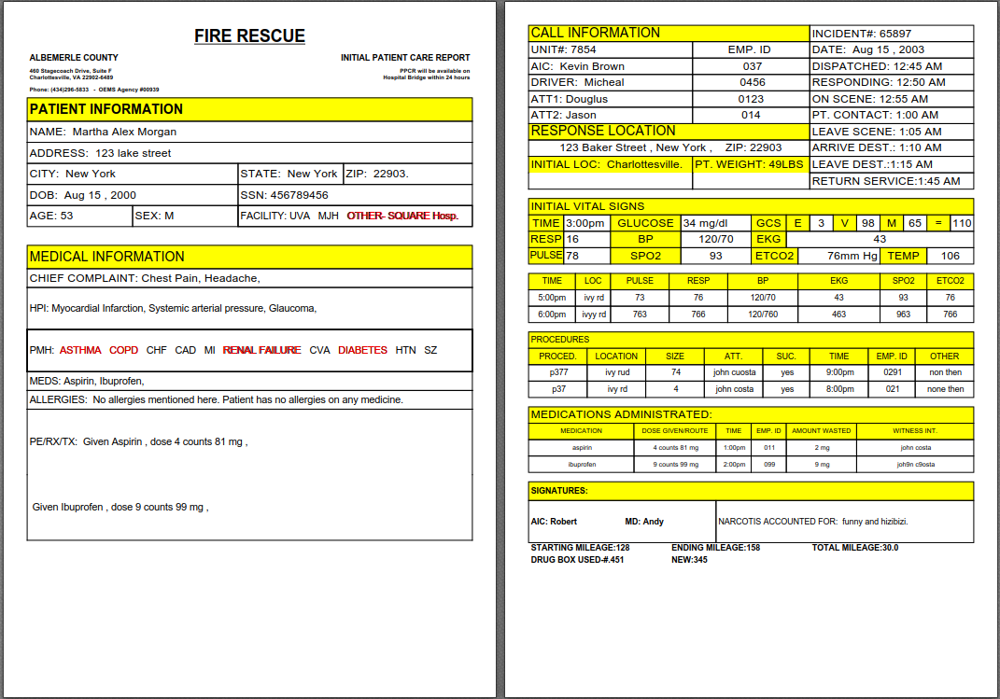 FIRE RESCUE
ALBEMERLE COUNTY INITIAL PATIENT CARE REPORT
460 Stagecoach Drive, Suite F PPCR will be available on
Charlottesville, VA 22902-6489 Hospital Bridge within 24 hours
Phone: (434)296-5833 - OEMS Agency #00939
PATIENT INFORMATION
NAME: Martha Alex Morgan
ADDRESS: 123 lake street
CITY: New York STATE: New York ZIP: 22903.
DOB: Aug 15 , 2000 SSN: 456789456
AGE: 53 SEX: M FACILITY: UVA MJH OTHER– SQUARE Hosp.
MEDICAL INFORMATION
CHIEF COMPLAINT: Chest Pain, Headache,
HPI: Myocardial Infarction, Systemic arterial pressure, Glaucoma,
PMH: ASTHMA COPD CHF CAD MI RENAL FAILURE CVA DIABETES HTN SZ
MEDS: Aspirin, Ibuprofen,
ALLERGIES: No allergies mentioned here. Patient has no allergies on any medicine.
PE/RX/TX: Given Aspirin , dose 4 counts 81 mg ,
Given Ibuprofen , dose 9 counts 99 mg ,
CALL INFORMATION INCIDENT#: 65897
UNIT#: 7854 EMP. ID DATE: Aug 15 , 2003
AIC: Kevin Brown 037 DISPATCHED: 12:45 AM
DRIVER: Micheal 0456 RESPONDING: 12:50 AM
ATT1: Douglus 0123 ON SCENE: 12:55 AM
ATT2: Jason 014 PT. CONTACT: 1:00 AM
RESPONSE LOCATION LEAVE SCENE: 1:05 AM
123 Baker Street , New York , ZIP: 22903 ARRIVE DEST.: 1:10 AM
INITIAL LOC: Charlottesville. PT. WEIGHT: 49LBS LEAVE DEST.:1:15 AM
RETURN SERVICE:1:45 AM
INITIAL VITAL SIGNS
TIME 3:00pm GLUCOSE 34 mg/dl GCS E 3 V 98 M 65 = 110
RESP 16 BP 120/70 EKG 43
PULSE 78 SPO2 93 ETCO2 76mm Hg TEMP 106
TIME LOC PULSE RESP BP EKG SPO2 ETCO2
5:00pm ivy rd 73 76 120/70 43 93 76
6:00pm ivyy rd 763 766 120/760 463 963 766
PROCEDURES
PROCED. LOCATION SIZE ATT. SUC. TIME EMP. ID OTHER
p377 ivy rud 74 john cuosta yes 9:00pm 0291 non then
p37 ivy rd 4 john costa yes 8:00pm 021 none then
MEDICATIONS ADMINISTRATED:
MEDICATION DOSE GIVEN/ROUTE TIME EMP. ID AMOUNT WASTED WITNESS INT.
aspirin 4 counts 81 mg 1:00pm 011 2 mg john costa
ibuprofen 9 counts 99 mg 2:00pm 099 9 mg joh9n c9osta
SIGNATURES:
AIC: Robert MD: Andy NARCOTIS ACCOUNTED FOR: funny and hizibizi.
STARTING MILEAGE:128 ENDING MILEAGE:158 TOTAL MILEAGE:30.0
DRUG BOX USED-#.451 NEW:345